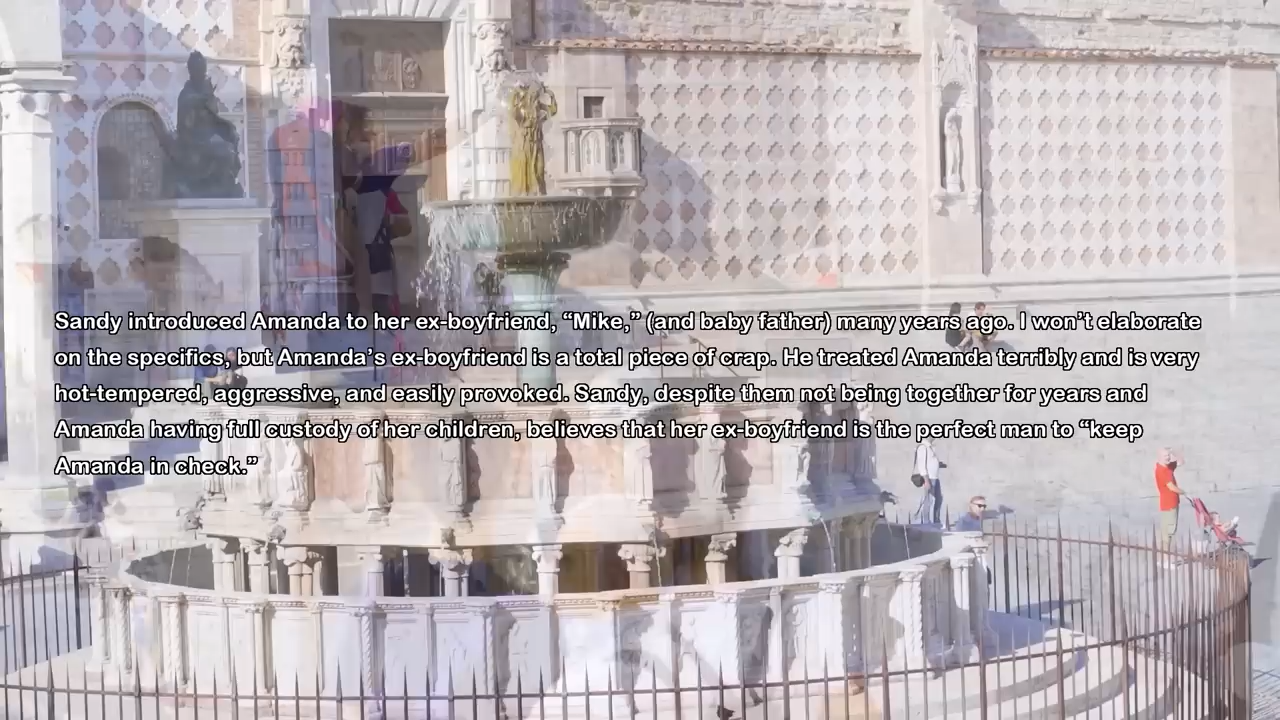 Sandy introduced Amanda to her ex-boyfriend, “Mike,” (and baby father) many years ago. I won’t elaborate
on the specifics, but Amanda’s ex-boyfriend is a total piece of crap. He treated Amanda terribly and is very
hot-tempered, aggressive, and easily provoked. Sandy, despite them not being together for years and
Amanda having full custody of her children, believes that her ex-boyfriend is the perfect man to “keep
Amanda in check.”